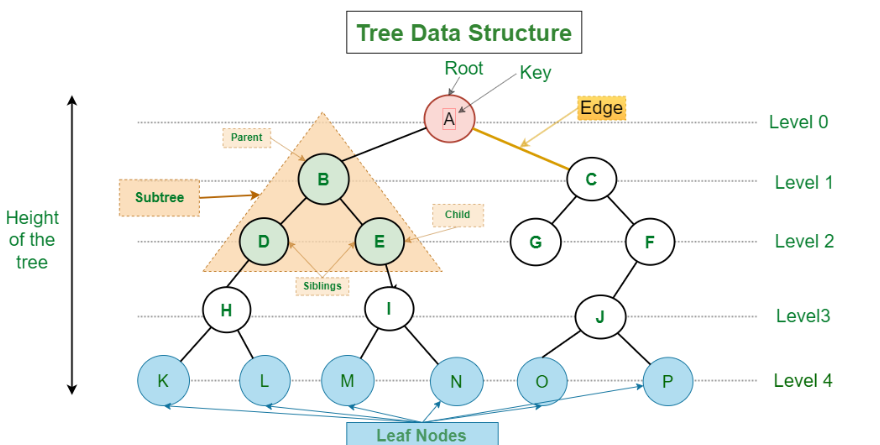 Tree Data Structure
Root
Key
A
Edge
Level 0
Parent
B
C
Level 1
Subtree
Child
Height
of the
tree
D
E
G
F
Level 2
Siblings
H
I
J
Level3
K
L
M
N
O
P
Level 4
Leaf Nodes